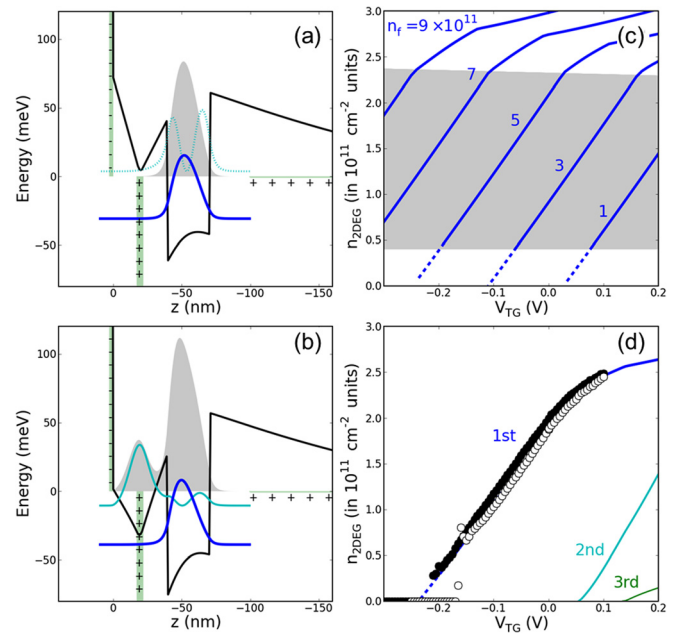 (a)
100
50
0
−50
Energy (meV)
0
−50
−100
−150
z (nm)
(c)
n_f = 9 ×10^11
7
5
3
1
3.0
2.5
2.0
1.5
1.0
0.5
0.0
n_2DEG (in 10^11 cm^-2 units)
−0.2
−0.1
0.0
0.1
0.2
V_TG (V)
(b)
100
50
0
−50
Energy (meV)
0
−50
−100
−150
z (nm)
(d)
1st
2nd
3rd
3.0
2.5
2.0
1.5
1.0
0.5
0.0
n_2DEG (in 10^11 cm^-2 units)
−0.2
−0.1
0.0
0.1
0.2
V_TG (V)